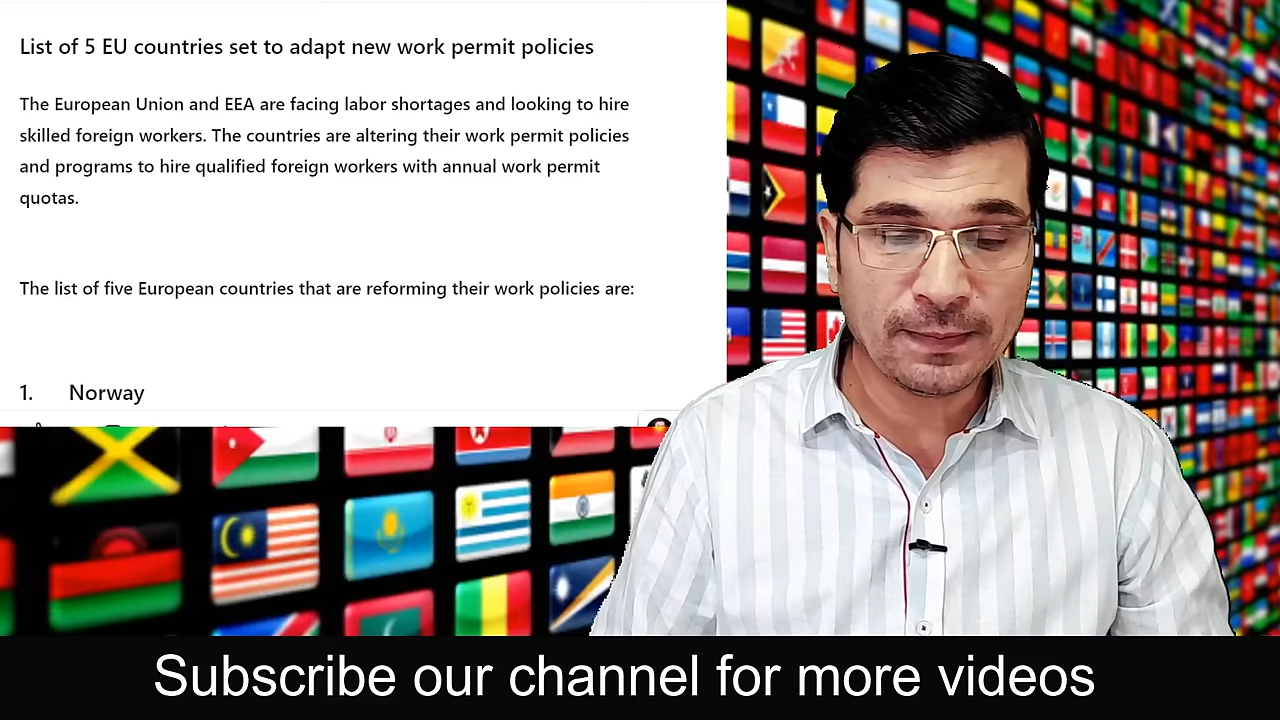 List of 5 EU countries set to adapt new work permit policies
The European Union and EEA are facing labor shortages and looking to hire
skilled foreign workers. The countries are altering their work permit policies
and programs to hire qualified foreign workers with annual work permit
quotas.
The list of five European countries that are reforming their work policies are:
1. Norway
Subscribe our channel for more videos